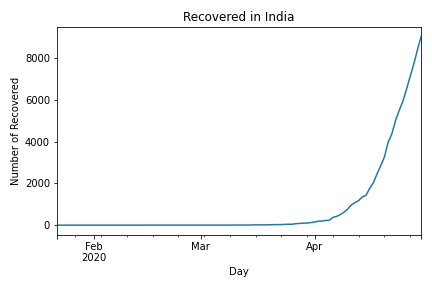 Recovered in India
Number of Recovered
8000
6000
4000
2000
0
Feb
2020
Mar
Apr
Day